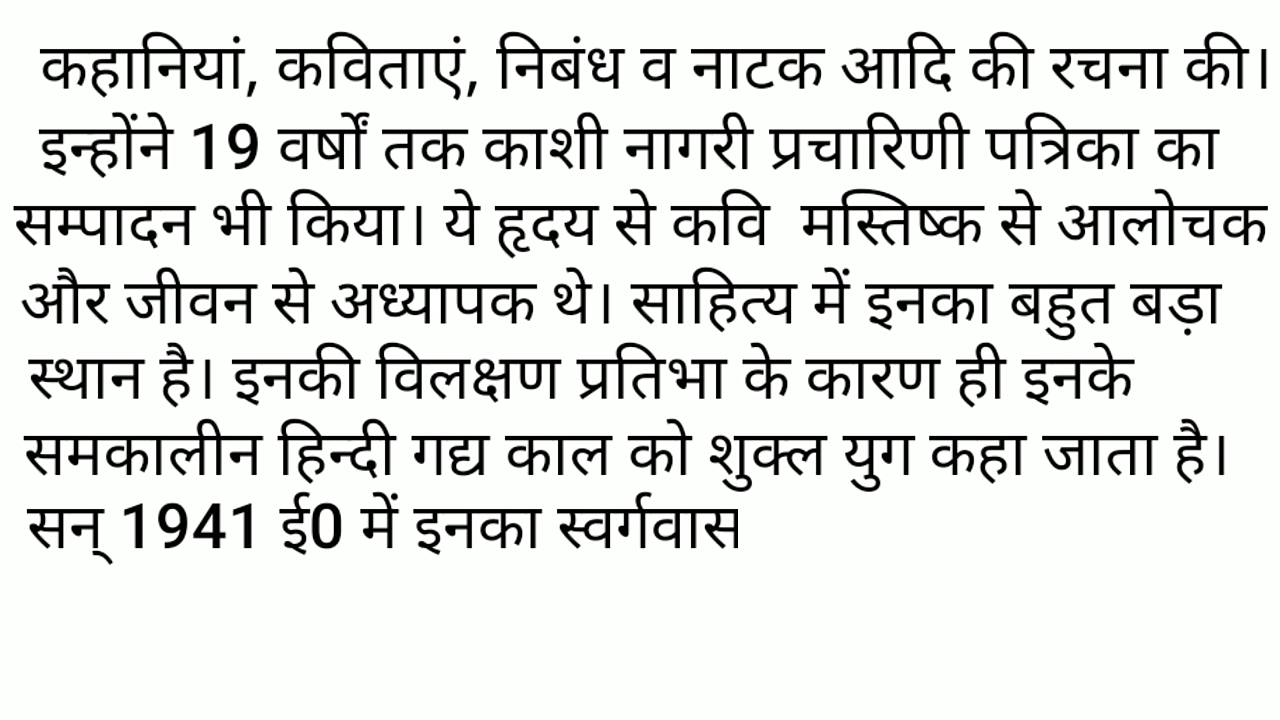 कहानियां, कविताएं, निबंध व नाटक आदि की रचना की।
इन्होंने 19 वर्षों तक काशी नागरी प्रचारिणी पत्रिका का
सम्पादन भी किया। ये हृदय से कवि मस्तिष्क से आलोचक
और जीवन से अध्यापक थे। साहित्य में इनका बहुत बड़ा
स्थान है। इनकी विलक्षण प्रतिभा के कारण ही इनके
समकालीन हिन्दी गद्य काल को शुक्ल युग कहा जाता है।
सन् 1941 ई0 में इनका स्वर्गवास